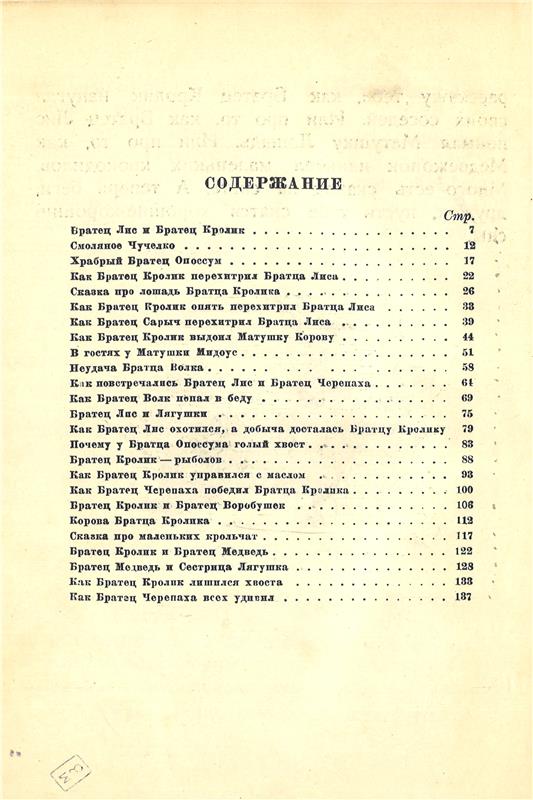 СОДЕРЖАНИЕ
Стр.
Братец Лис и Братец Кролик . . . . . . . . . . . . . . . 7
Смоляное Чучелко . . . . . . . . . . . . . . . . . . . . 12
Храбрый Братец Опоссум . . . . . . . . . . . . . . . . . 17
Как Братец Кролик перехитрил Братца Лиса . . . . . . . . 22
Сказка про лошадь Братца Кролика . . . . . . . . . . . . 26
Как Братец Кролик опять перехитрил Братца Лиса . . . . . 33
Как Братец Сарыч перехитрил Братца Лиса . . . . . . . . 39
Как Братец Кролик выдоил Матушку Корову . . . . . . . . 44
В гостях у Матушки Мидоус . . . . . . . . . . . . . . . 51
Неудача Братца Волка . . . . . . . . . . . . . . . . . . 58
Как повстречались Братец Лис и Братец Черепаха . . . . . 64
Как Братец Волк попал в беду . . . . . . . . . . . . . . 69
Братец Лис и Лягушки . . . . . . . . . . . . . . . . . . 75
Как Братец Лис охотился, а добыча досталась Братцу Кролику 79
Почему у Братца Опоссума голый хвост . . . . . . . . . . 83
Братец Кролик — рыболов . . . . . . . . . . . . . . . . 88
Как Братец Кролик управился с маслом . . . . . . . . . . 93
Как Братец Черепаха победил Братца Кролика . . . . . . . 100
Братец Кролик и Братец Воробушек . . . . . . . . . . . . 106
Корова Братца Кролика . . . . . . . . . . . . . . . . . 112
Сказка про маленьких крольчат . . . . . . . . . . . . . 117
Братец Кролик и Братец Медведь . . . . . . . . . . . . . 122
Братец Медведь и Сестрица Лягушка . . . . . . . . . . . 128
Как Братец Кролик лишился хвоста . . . . . . . . . . . . 133
Как Братец Черепаха всех удивил . . . . . . . . . . . . 137